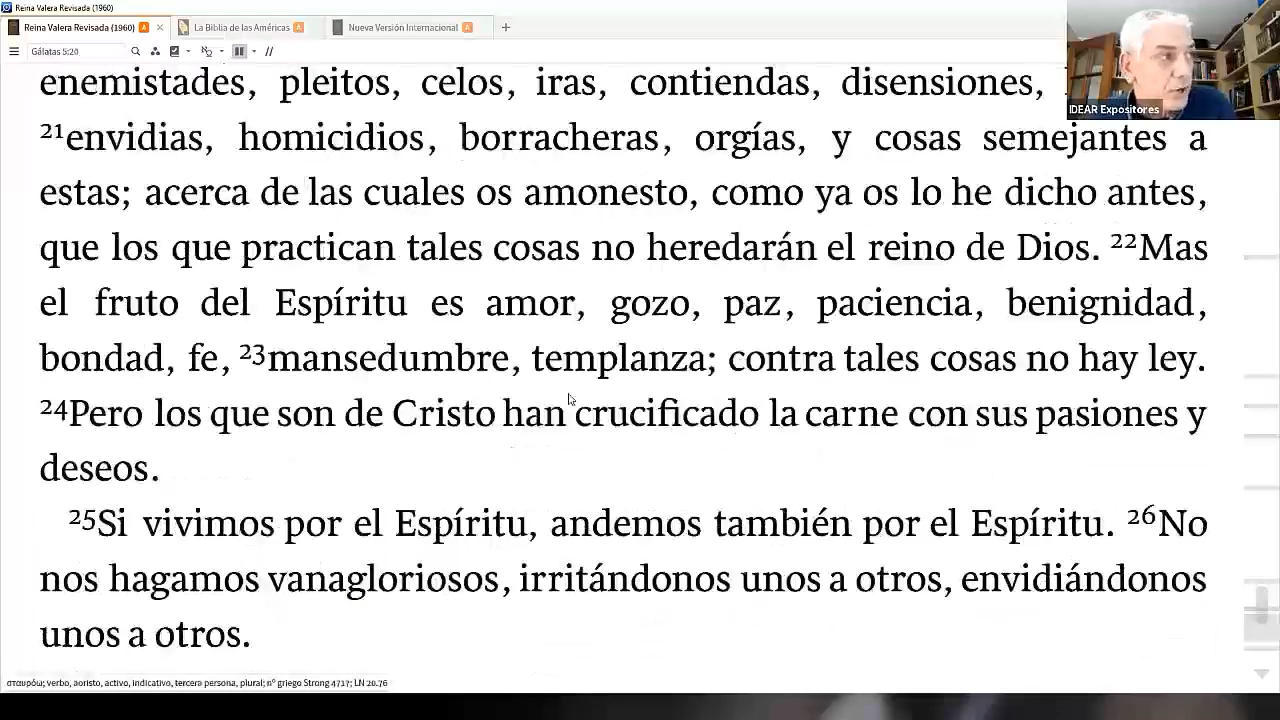 Reina Valera Revisada (1960)
Reina Valera Revisada (1960) A × La Biblia de las Américas A Nueva Versión Internacional A +
Gálatas 5:20
enemistades, pleitos, celos, iras, contiendas, disensiones,
IDEAR Expositores
²¹envidias, homicidios, borracheras, orgías, y cosas semejantes a
estas; acerca de las cuales os amonesto, como ya os lo he dicho antes,
que los que practican tales cosas no heredarán el reino de Dios. ²²Mas
el fruto del Espíritu es amor, gozo, paz, paciencia, benignidad,
bondad, fe, ²³mansedumbre, templanza; contra tales cosas no hay ley.
²⁴Pero los que son de Cristo han crucificado la carne con sus pasiones y
deseos.
²⁵Si vivimos por el Espíritu, andemos también por el Espíritu. ²⁶No
nos hagamos vanagloriosos, irritándonos unos a otros, envidiándonos
unos a otros.
σταυρόω; verbo, aoristo, activo, indicativo, tercera persona, plural; nº griego Strong 4717; LN 20.76